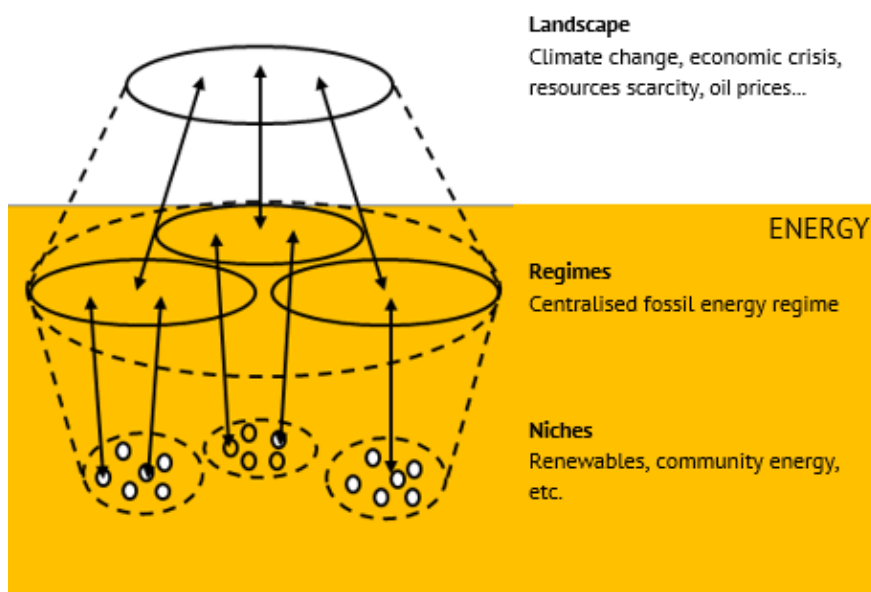 Landscape
Climate change, economic crisis,
resources scarcity, oil prices...
ENERGY
Regimes
Centralised fossil energy regime
Niches
Renewables, community energy,
etc.